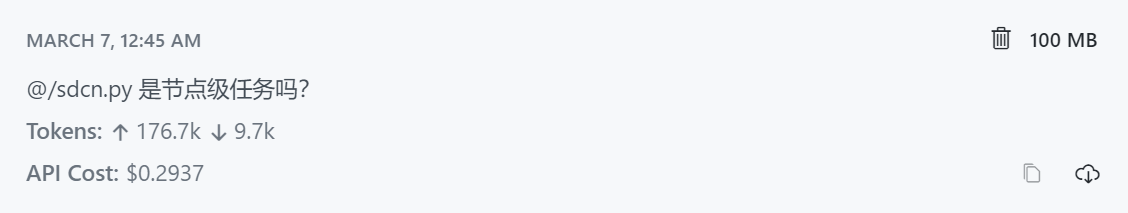 MARCH 7, 12:45 AM 100 MB
@/sdcn.py 是节点级任务吗?
Tokens: ↑ 176.7k ↓ 9.7k
API Cost: $0.2937